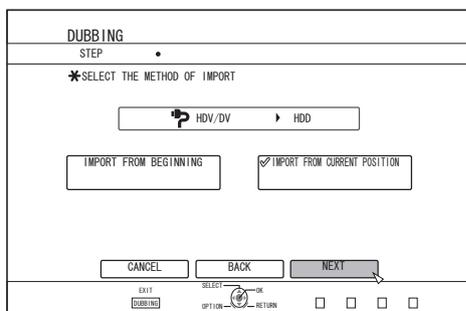 DUBBING
STEP
*SELECT THE METHOD OF IMPORT
HDV/DV HDD
IMPORT FROM BEGINNING
IMPORT FROM CURRENT POSITION
CANCEL BACK NEXT
EXIT
DUBBING
SELECT OK
OPTION RETURN